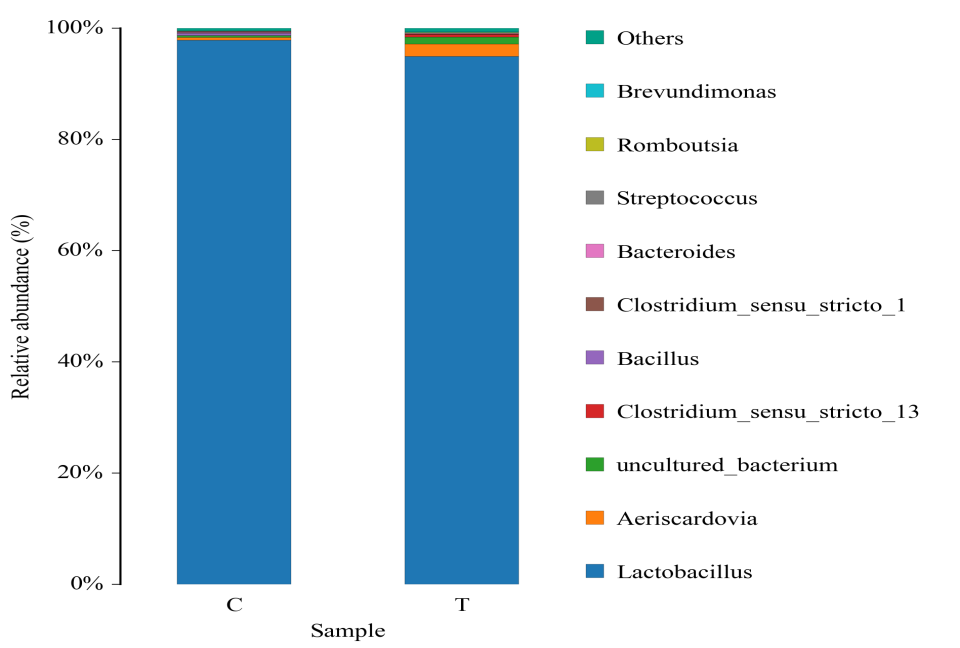 100%
80%
60%
40%
20%
0%
Relative abundance (%)
C
T
Sample
Others
Brevundimonas
Romboutsia
Streptococcus
Bacteroides
Clostridium_sensu_stricto_1
Bacillus
Clostridium_sensu_stricto_13
uncultured_bacterium
Aeriscardovia
Lactobacillus